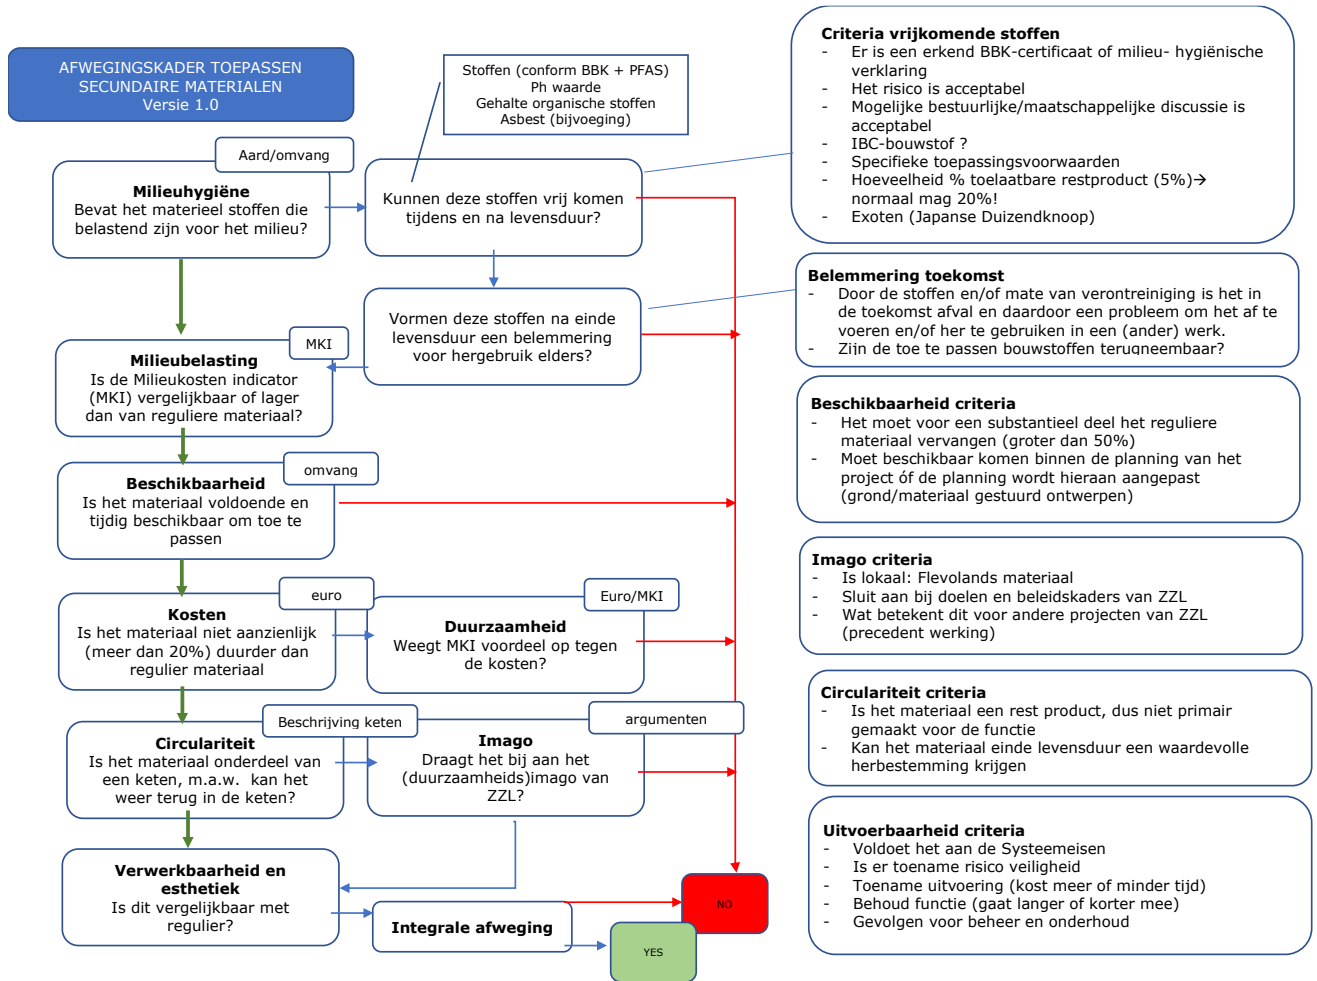 AFWEGINGSKADER TOEPASSEN
SECUNDAIRE MATERIALEN
Versie 1.0
Stoffen (conform BBK + PFAS)
Ph waarde
Gehalte organische stoffen
Asbest (bijvoeging)
Aard/omvang
Milieuhygiëne
Bevat het materieel stoffen die
belastend zijn voor het milieu?
Kunnen deze stoffen vrij komen
tijdens en na levensduur?
Vormen deze stoffen na einde
levensduur een belemmering
voor hergebruik elders?
MKI
Milieubelasting
Is de Milieukosten indicator
(MKI) vergelijkbaar of lager
dan van reguliere materiaal?
omvang
Beschikbaarheid
Is het materiaal voldoende en
tijdig beschikbaar om toe te
passen
euro
Kosten
Is het materiaal niet aanzienlijk
(meer dan 20%) duurder dan
regulier materiaal
Euro/MKI
Duurzaamheid
Weegt MKI voordeel op tegen
de kosten?
Beschrijving keten
Circulariteit
Is het materiaal onderdeel van
een keten, m.a.w. kan het
weer terug in de keten?
argumenten
Imago
Draagt het bij aan het
(duurzaamheids)imago van
ZZL?
Verwerkbaarheid en
esthetiek
Is dit vergelijkbaar met
regulier?
Integrale afweging
NO
YES
Criteria vrijkomende stoffen
- Er is een erkend BBK-certificaat of milieu- hygiënische
verklaring
- Het risico is acceptabel
- Mogelijke bestuurlijke/maatschappelijke discussie is
acceptabel
- IBC-bouwstof ?
- Specifieke toepassingsvoorwaarden
- Hoeveelheid % toelaatbare restproduct (5%)→
normaal mag 20%!
- Exoten (Japanse Duizendknoop)
Belemmering toekomst
- Door de stoffen en/of mate van verontreiniging is het in
de toekomst afval en daardoor een probleem om het af te
voeren en/of her te gebruiken in een (ander) werk.
- Zijn de toe te passen bouwstoffen terugneembaar?
Beschikbaarheid criteria
- Het moet voor een substantieel deel het reguliere
materiaal vervangen (groter dan 50%)
- Moet beschikbaar komen binnen de planning van het
project óf de planning wordt hieraan aangepast
(grond/materiaal gestuurd ontwerpen)
Imago criteria
- Is lokaal: Flevolands materiaal
- Sluit aan bij doelen en beleidskaders van ZZL
- Wat betekent dit voor andere projecten van ZZL
(precedent werking)
Circulariteit criteria
- Is het materiaal een rest product, dus niet primair
gemaakt voor de functie
- Kan het materiaal einde levensduur een waardevolle
herbestemming krijgen
Uitvoerbaarheid criteria
- Voldoet het aan de Systeemeisen
- Is er toename risico veiligheid
- Toename uitvoering (kost meer of minder tijd)
- Behoud functie (gaat langer of korter mee)
- Gevolgen voor beheer en onderhoud